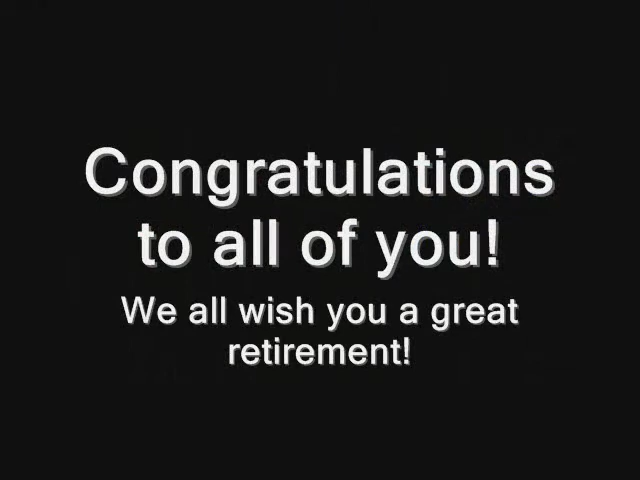 Congratulations
to all of you!
We all wish you a great
retirement!